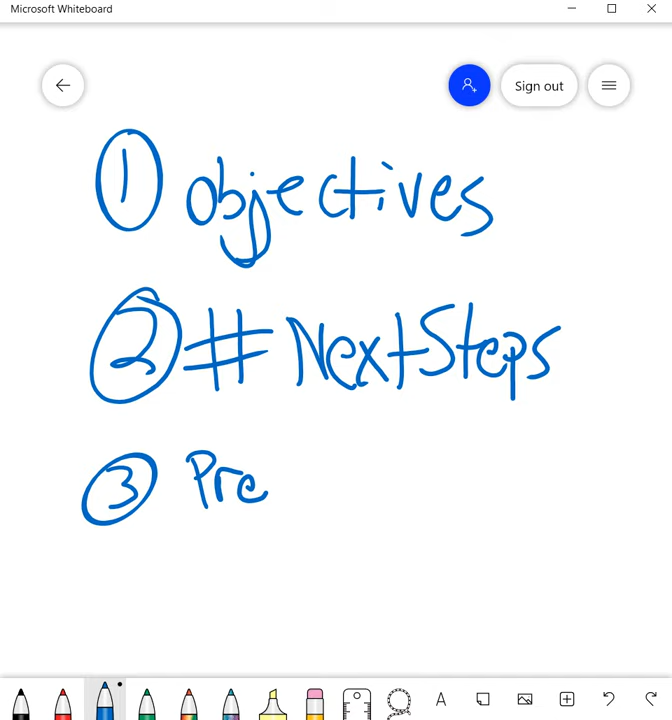 Microsoft Whiteboard
Sign out
① Objectives
② #NextSteps
③ Pre
A